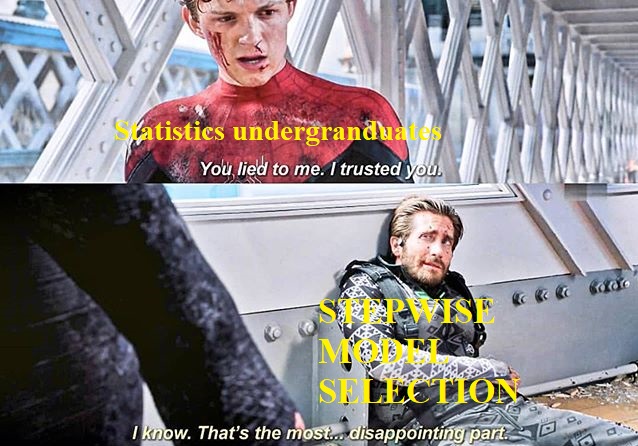 Statistics undergranduates
You lied to me. I trusted you.
STEPWISE
MODEL
SELECTION
I know. That's the most... disappointing part.